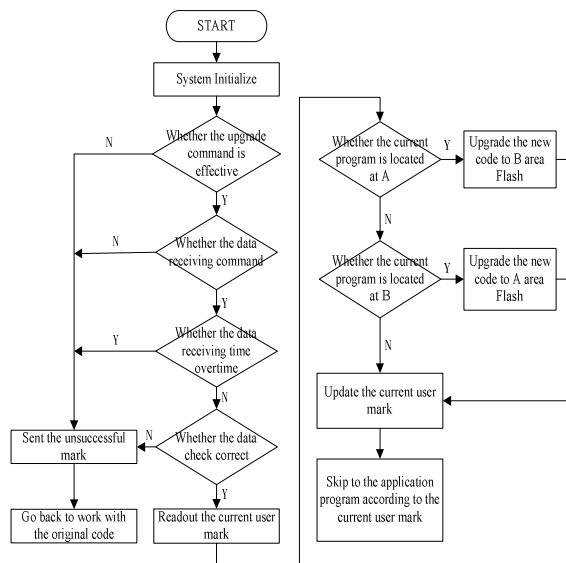 START
System Initialize
N
Whether the upgrade
command is
effective
Y
N
Whether the data
receiving command
Y
Y
Whether the data
receiving time
overtime
N
Sent the unsuccessful
mark
N
Whether the data
check correct
Y
Go back to work with
the original code
Readout the current user
mark
Whether the current
program is located
at A
Y
Upgrade the new
code to B area
Flash
N
Whether the current
program is located
at B
Y
Upgrade the new
code to A area
Flash
N
Update the current user
mark
Skip to the application
program according to the
current user mark